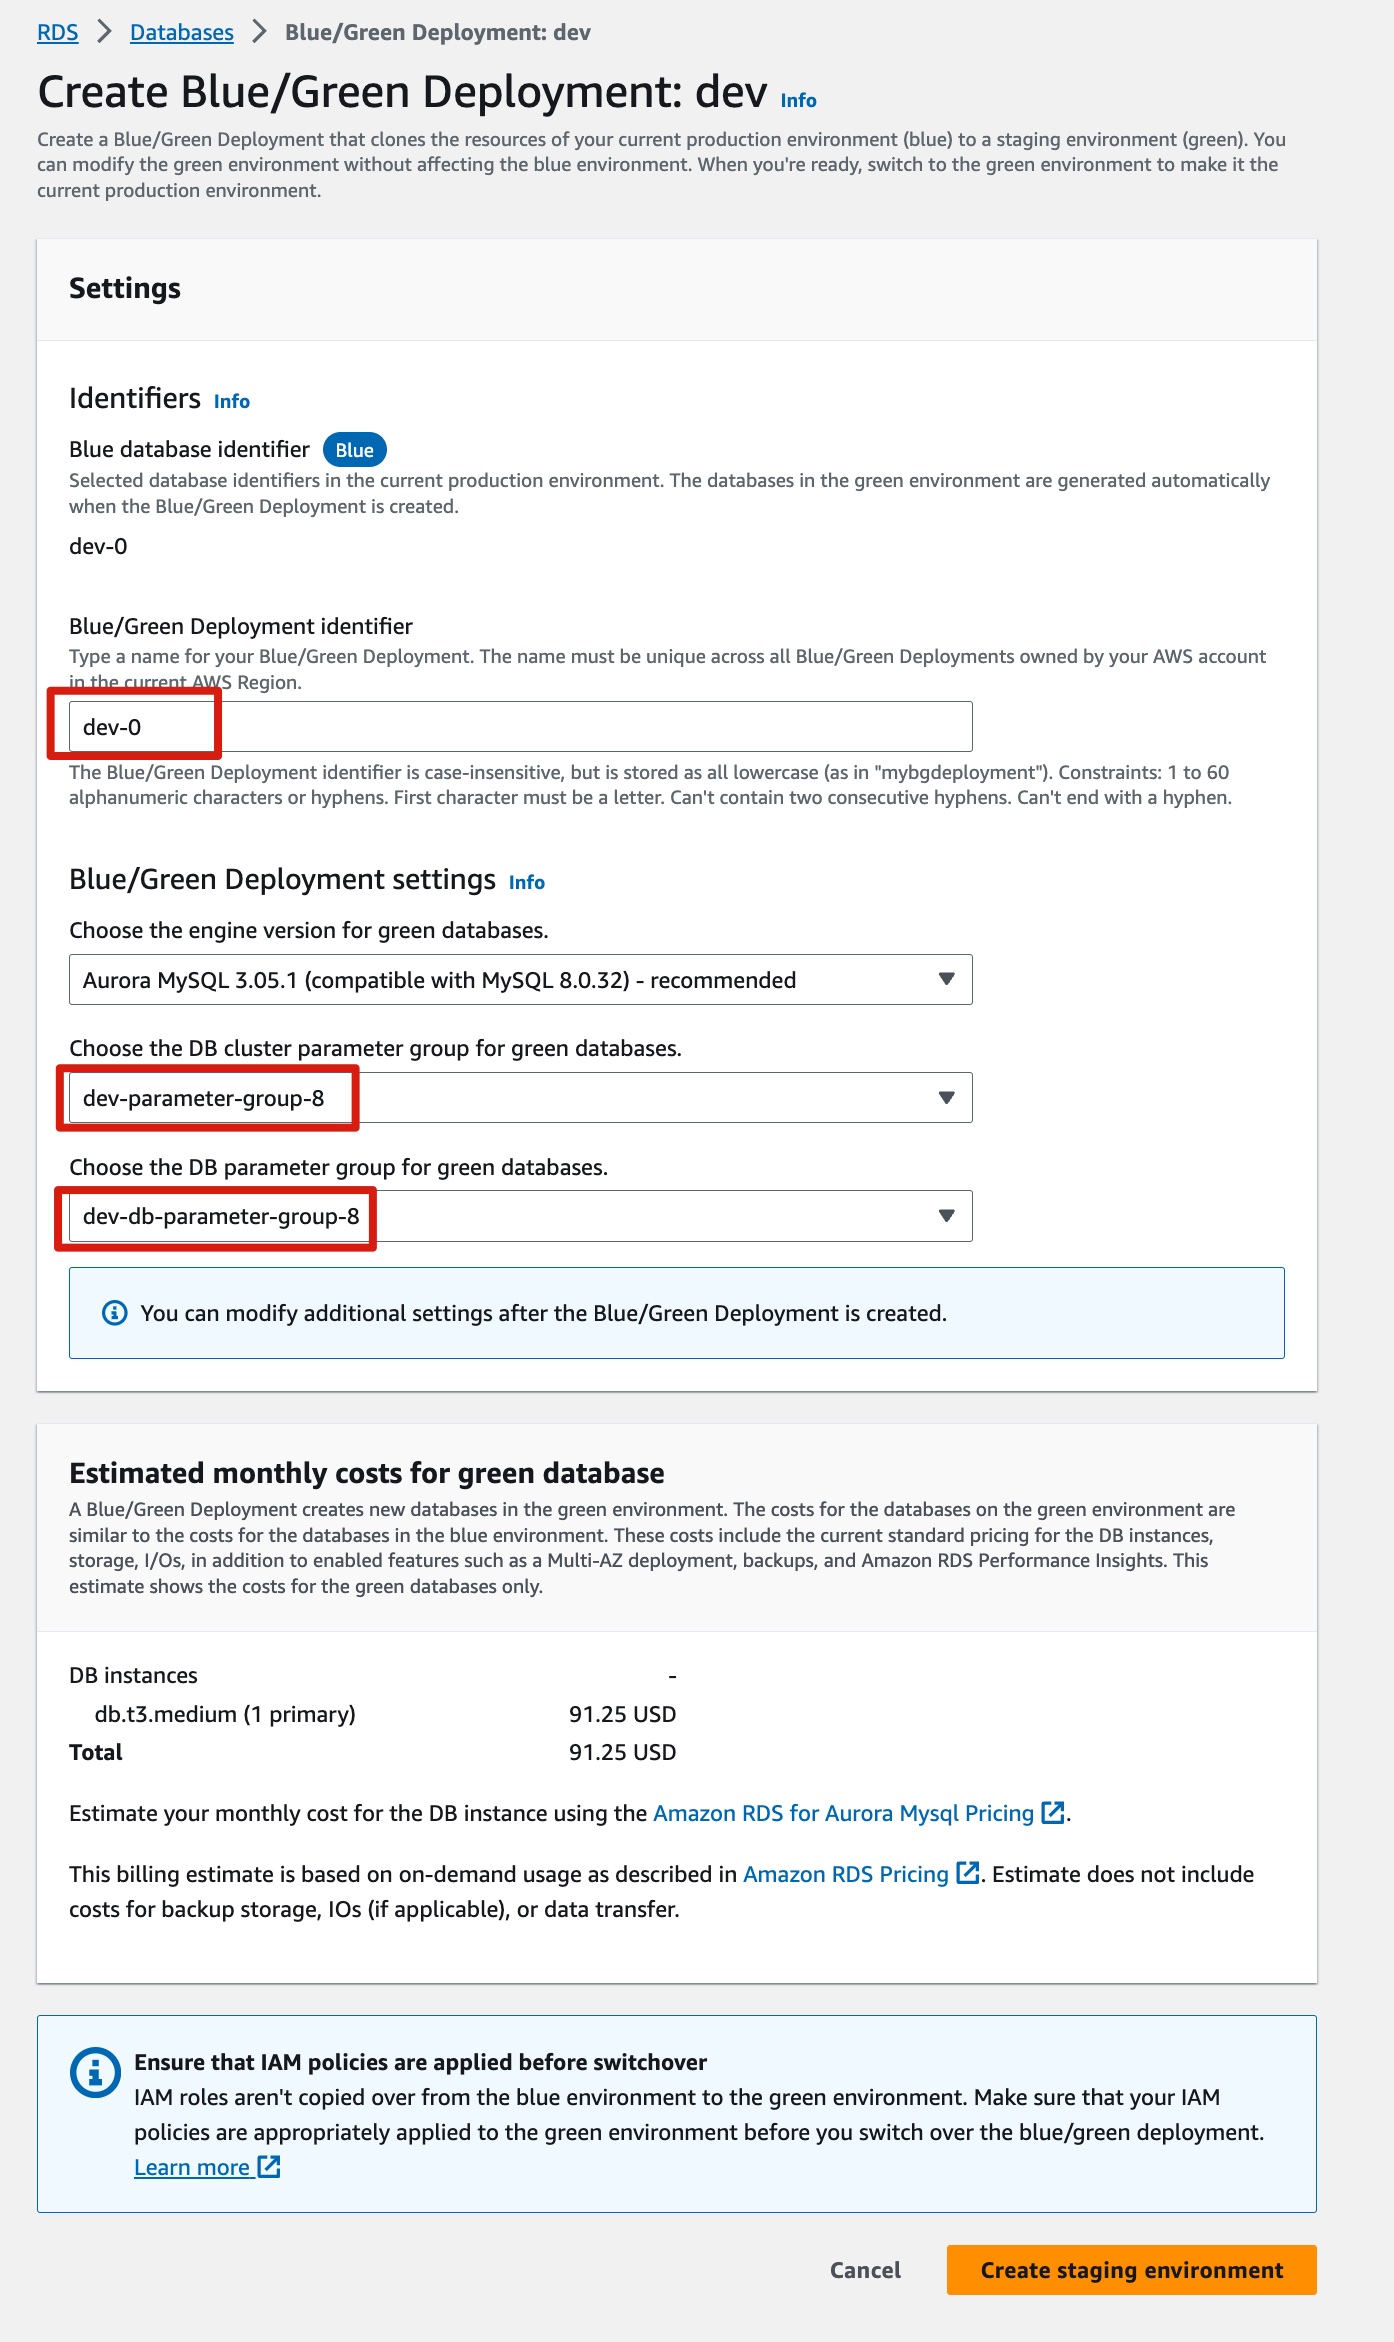 RDS > Databases > Blue/Green Deployment: dev
Create Blue/Green Deployment: dev Info
Create a Blue/Green Deployment that clones the resources of your current production environment (blue) to a staging environment (green). You
can modify the green environment without affecting the blue environment. When you're ready, switch to the green environment to make it the
current production environment.
Settings
Identifiers Info
Blue database identifier Blue
Selected database identifiers in the current production environment. The databases in the green environment are generated automatically
when the Blue/Green Deployment is created.
dev-0
Blue/Green Deployment identifier
Type a name for your Blue/Green Deployment. The name must be unique across all Blue/Green Deployments owned by your AWS account
in the current AWS Region.
dev-0
The Blue/Green Deployment identifier is case-insensitive, but is stored as all lowercase (as in "mybgdeployment"). Constraints: 1 to 60
alphanumeric characters or hyphens. First character must be a letter. Can't contain two consecutive hyphens. Can't end with a hyphen.
Blue/Green Deployment settings Info
Choose the engine version for green databases.
Aurora MySQL 3.05.1 (compatible with MySQL 8.0.32) - recommended
Choose the DB cluster parameter group for green databases.
dev-parameter-group-8
Choose the DB parameter group for green databases.
dev-db-parameter-group-8
You can modify additional settings after the Blue/Green Deployment is created.
Estimated monthly costs for green database
A Blue/Green Deployment creates new databases in the green environment. The costs for the databases on the green environment are
similar to the costs for the databases in the blue environment. These costs include the current standard pricing for the DB instances,
storage, I/Os, in addition to enabled features such as a Multi-AZ deployment, backups, and Amazon RDS Performance Insights. This
estimate shows the costs for the green databases only.
DB instances -
db.t3.medium (1 primary) 91.25 USD
Total 91.25 USD
Estimate your monthly cost for the DB instance using the Amazon RDS for Aurora Mysql Pricing.
This billing estimate is based on on-demand usage as described in Amazon RDS Pricing. Estimate does not include
costs for backup storage, IOs (if applicable), or data transfer.
Ensure that IAM policies are applied before switchover
IAM roles aren't copied over from the blue environment to the green environment. Make sure that your IAM
policies are appropriately applied to the green environment before you switch over the blue/green deployment.
Learn more
Cancel Create staging environment